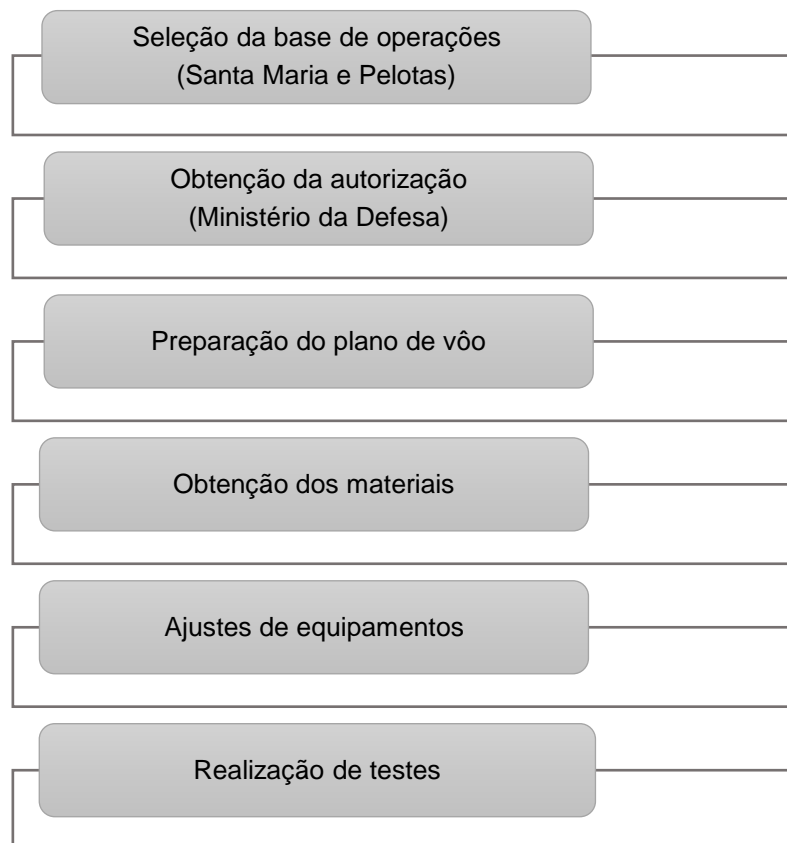 Seleção da base de operações
(Santa Maria e Pelotas)
Obtenção da autorização
(Ministério da Defesa)
Preparação do plano de vôo
Obtenção dos materiais
Ajustes de equipamentos
Realização de testes